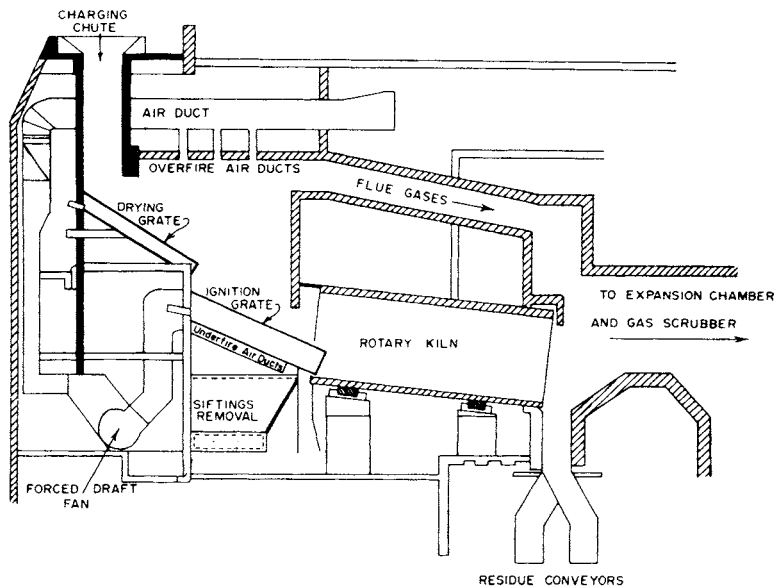 CHARGING
CHUTE
AIR DUCT
OVERFIRE AIR DUCTS
FLUE GASES
DRYING
GRATE
IGNITION
GRATE
TO EXPANSION CHAMBER
AND GAS SCRUBBER
Underfire Air Ducts
ROTARY KILN
SIFTINGS
REMOVAL
FORCED DRAFT
FAN
RESIDUE CONVEYORS